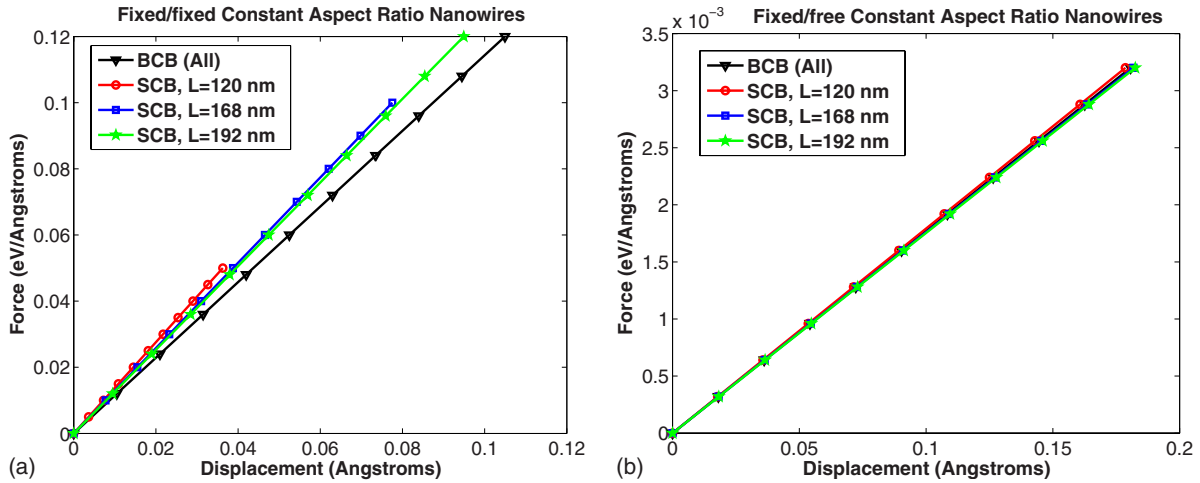 Fixed/fixed Constant Aspect Ratio Nanowires
0.12
0.1
0.08
0.06
0.04
0.02
0
Force (eV/Angstroms)
BCB (All)
SCB, L=120 nm
SCB, L=168 nm
SCB, L=192 nm
0 0.02 0.04 0.06 0.08 0.1 0.12
Displacement (Angstroms)
(a)
x 10⁻³ Fixed/free Constant Aspect Ratio Nanowires
3.5
3
2.5
2
1.5
1
0.5
0
Force (eV/Angstroms)
BCB (All)
SCB, L=120 nm
SCB, L=168 nm
SCB, L=192 nm
0 0.05 0.1 0.15 0.2
Displacement (Angstroms)
(b)